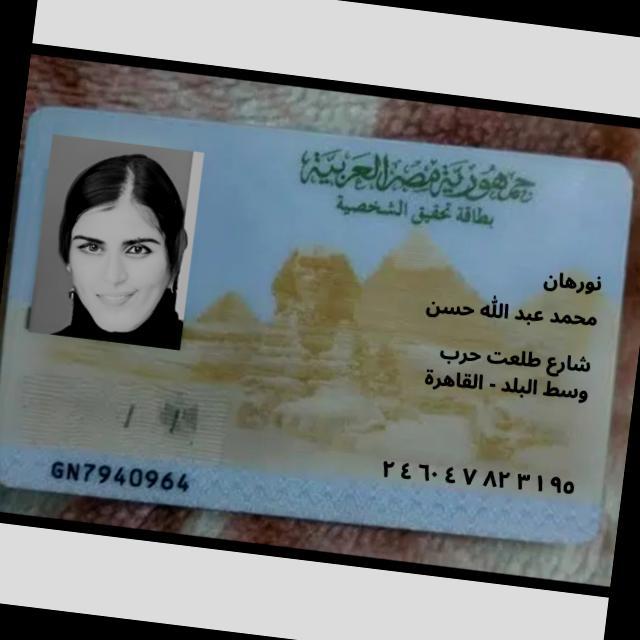 جمهورية مصر العربية
بطاقة تحقيق الشخصية
نورهان
محمد عبد الله حسن
شارع طلعت حرب
وسط البلد - القاهرة
٢٤٦٠٤٧٨٢٣١٩٥
GN7940964